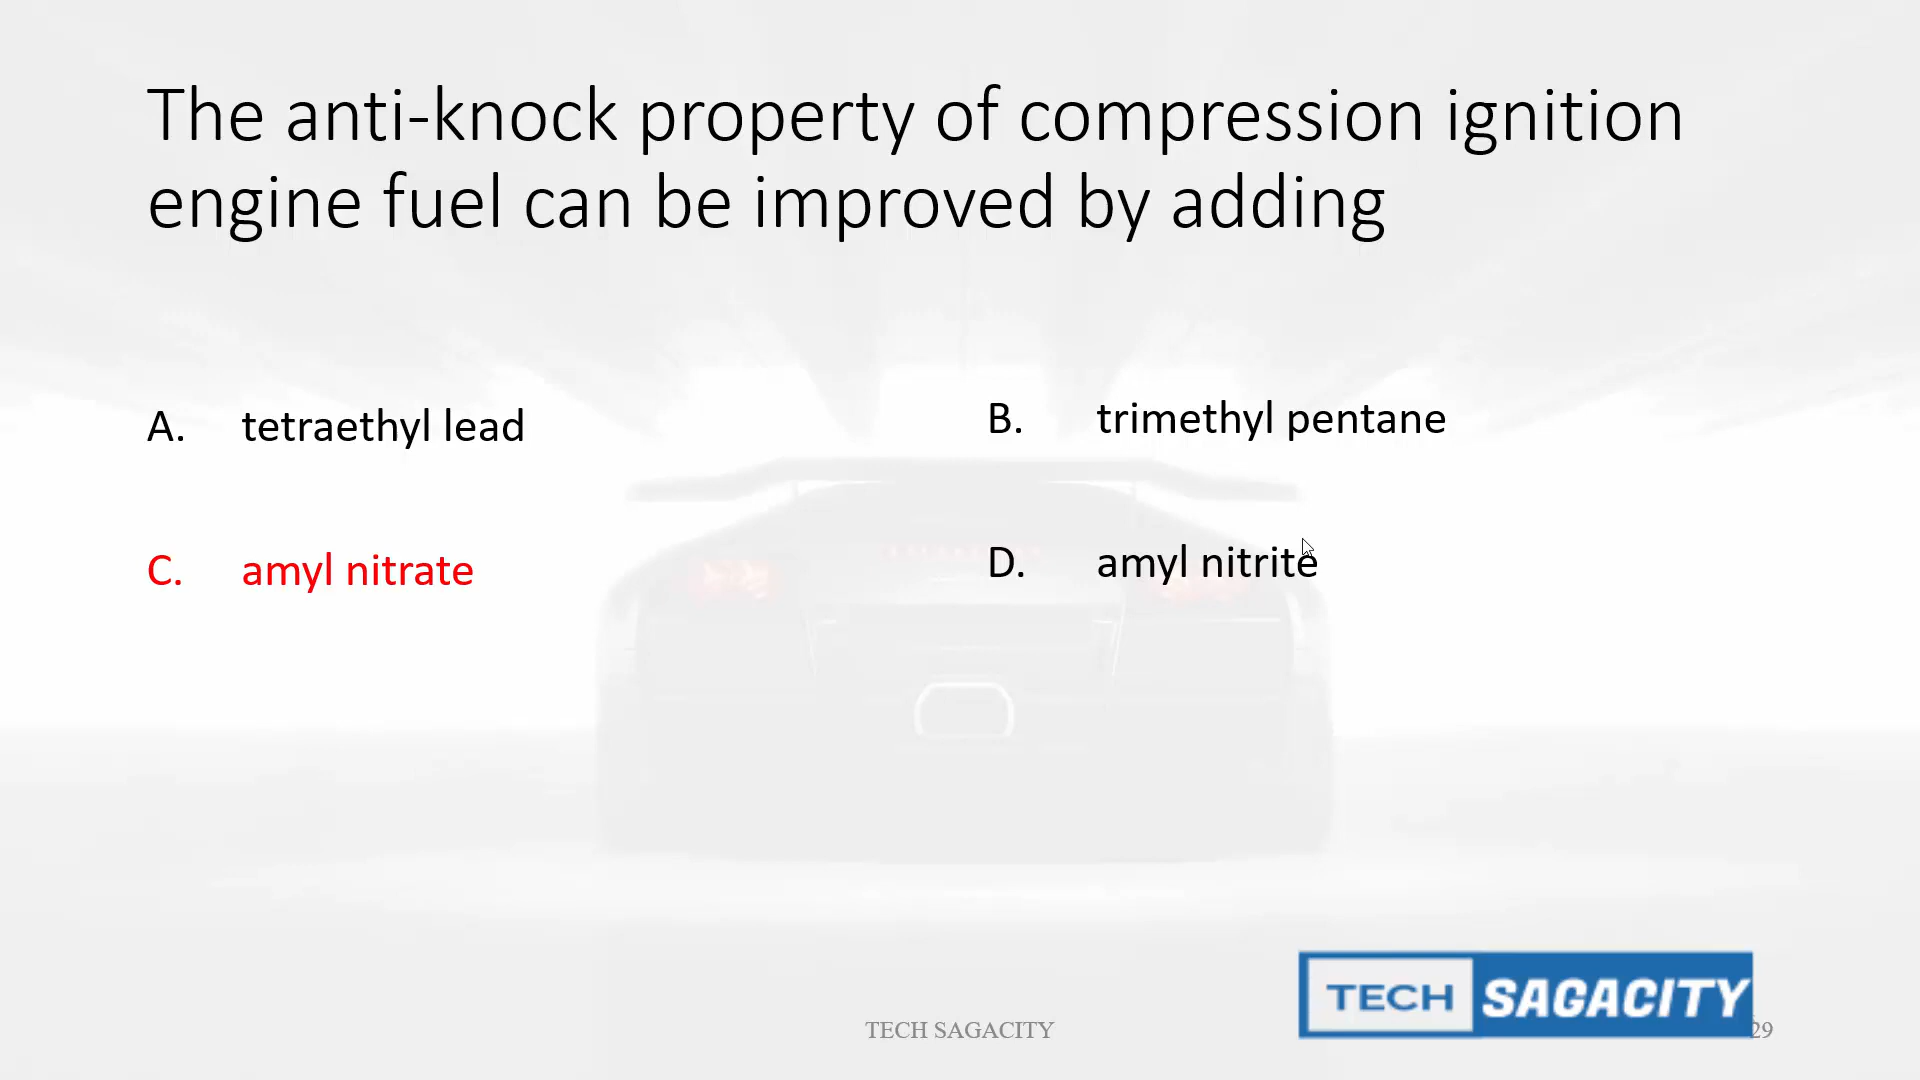 The anti-knock property of compression ignition
engine fuel can be improved by adding
A. tetraethyl lead
B. trimethyl pentane
C. amyl nitrate
D. amyl nitrite
TECH SAGACITY
TECH SAGACITY
29